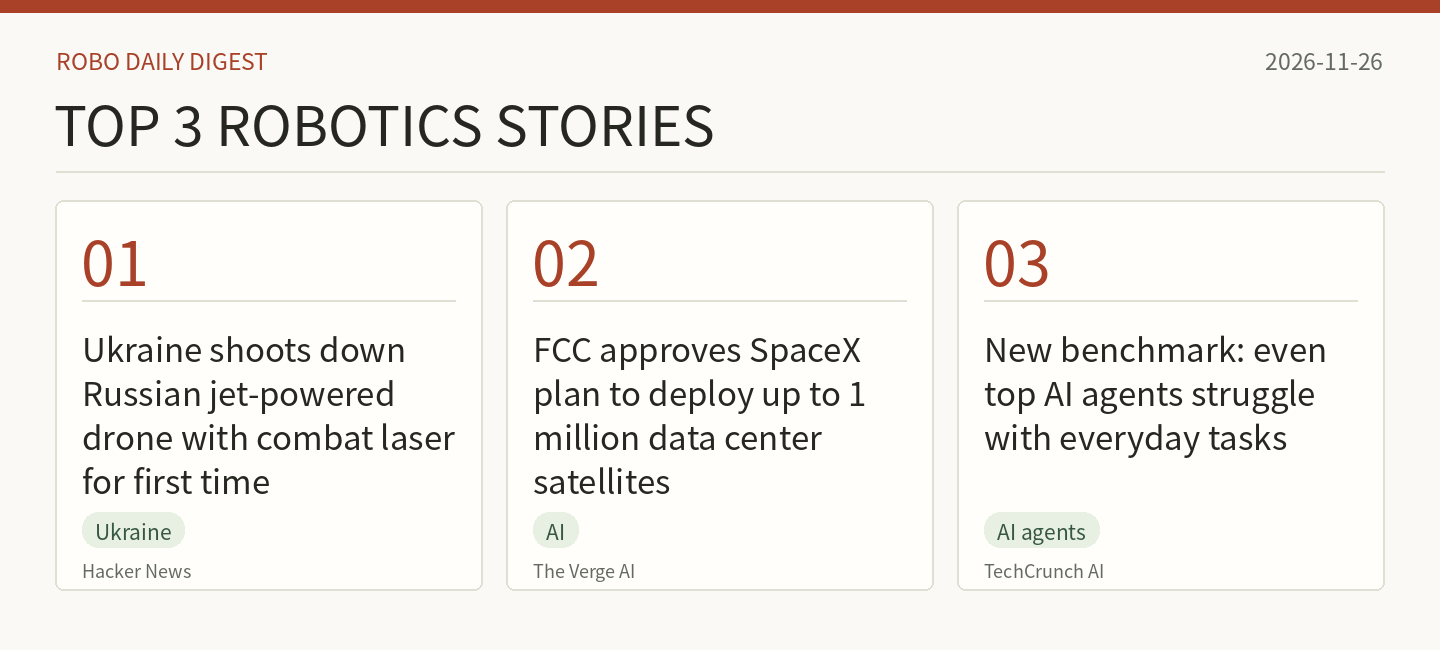 ROBO DAILY DIGEST
2026-11-26
TOP 3 ROBOTICS STORIES
01
Ukraine shoots down
Russian jet-powered
drone with combat laser
for first time
Ukraine
Hacker News
02
FCC approves SpaceX
plan to deploy up to 1
million data center
satellites
AI
The Verge AI
03
New benchmark: even
top AI agents struggle
with everyday tasks
AI agents
TechCrunch AI